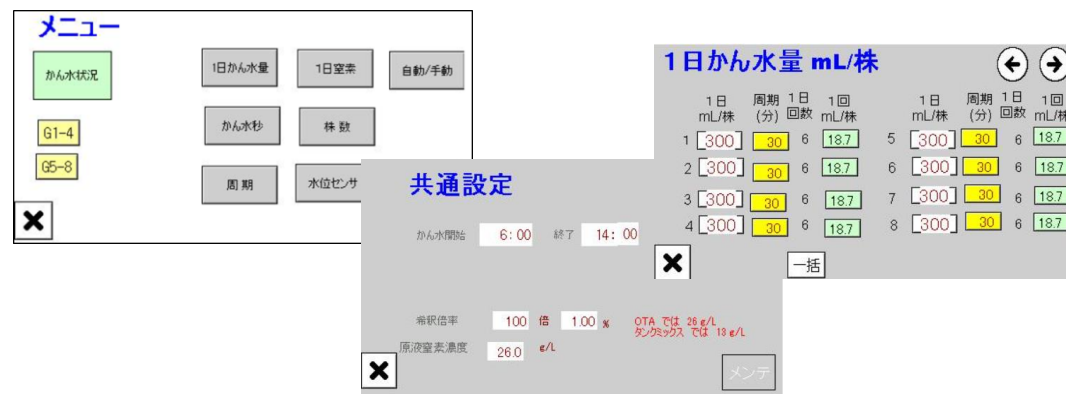 メニュー
かん水状況
1日かん水量
1日窒素
自動/手動
かん水秒
株 数
G1-4
G5-8
周 期
水位センサ
共通設定
かん水開始 6:00 終了 14:00
希釈倍率 100 倍 1.00 %
OTA では 26 g/L
タンクミックス では 13 g/L
原液窒素濃度 26.0 g/L
メンテ
1日かん水量 mL/株
1日 周期 1日 1回 1日 周期 1日 1回
mL/株 (分) 回数 mL/株 mL/株 (分) 回数 mL/株
1 [300] 30 6 18.7 5 [300] 30 6 18.7
2 [300] 30 6 18.7 6 [300] 30 6 18.7
3 [300] 30 6 18.7 7 [300] 30 6 18.7
4 [300] 30 6 18.7 8 [300] 30 6 18.7
一括